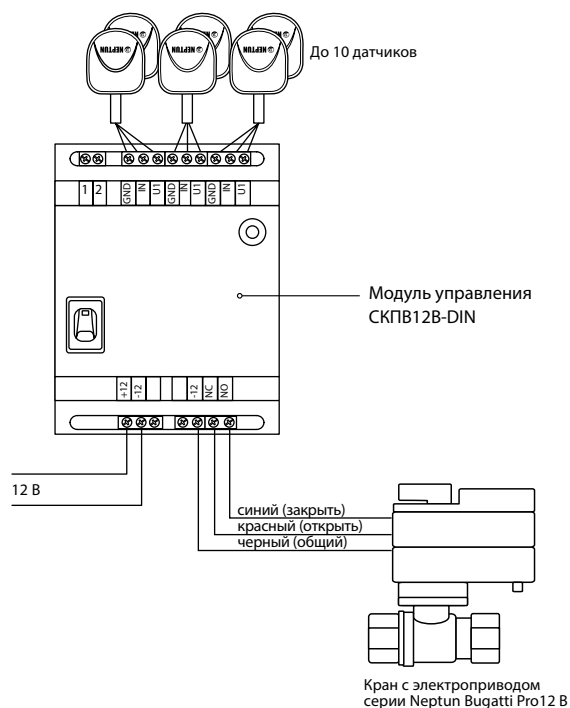 NEPTUN NEPTUN NEPTUN
До 10 датчиков
1 2 GND IN U1 GND IN U1 GND IN U1
Модуль управления
СКПВ12В-DIN
+12 -12 -12 NC NO
12 В
синий (закрыть)
красный (открыть)
черный (общий)
Кран с электроприводом
серии Neptun Bugatti Pro12 В